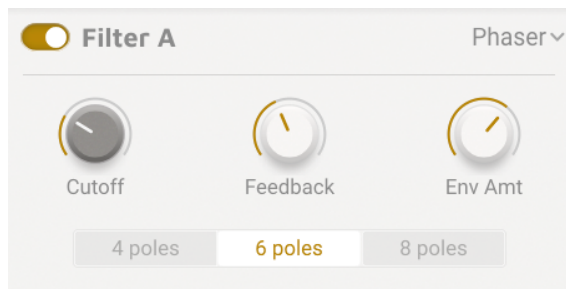 Filter A Phaser
Cutoff Feedback Env Amt
4 poles 6 poles 8 poles